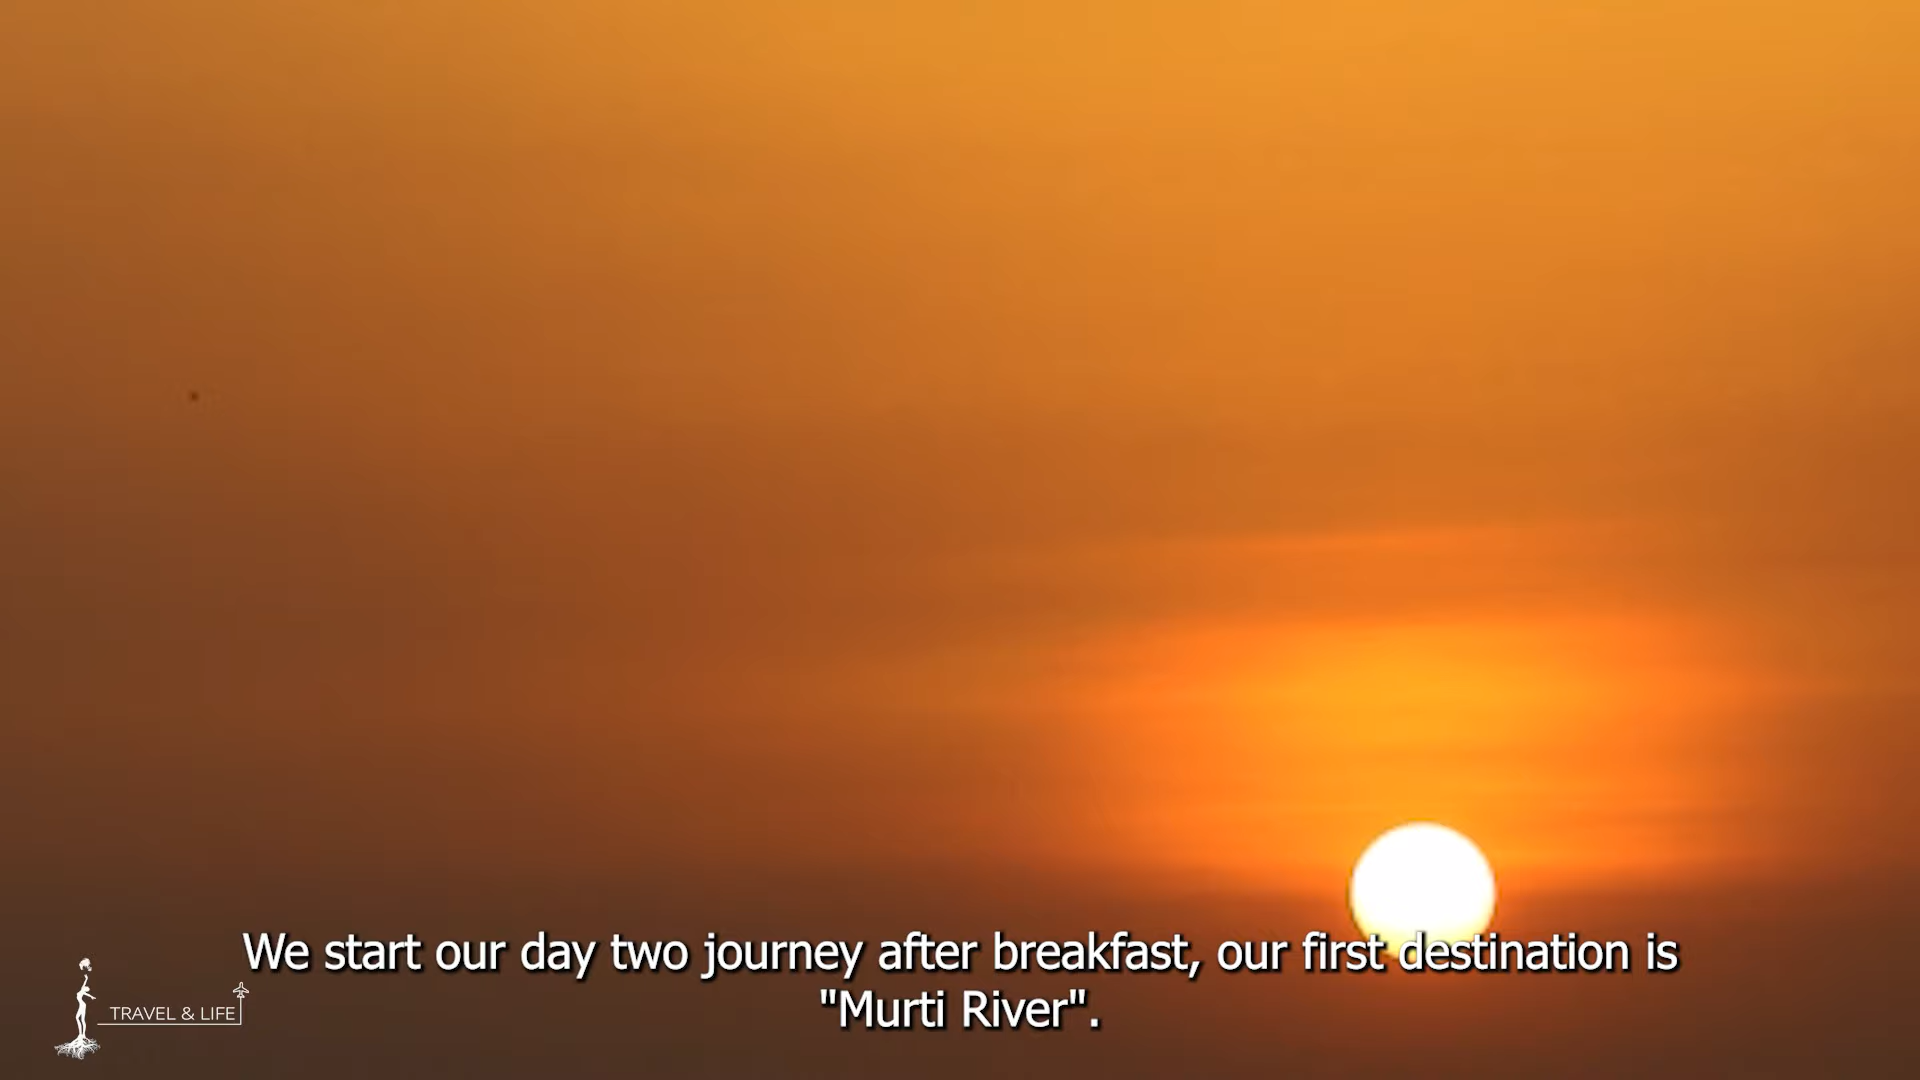 We start our day two journey after breakfast, our first destination is
"Murti River".
TRAVEL & LIFE